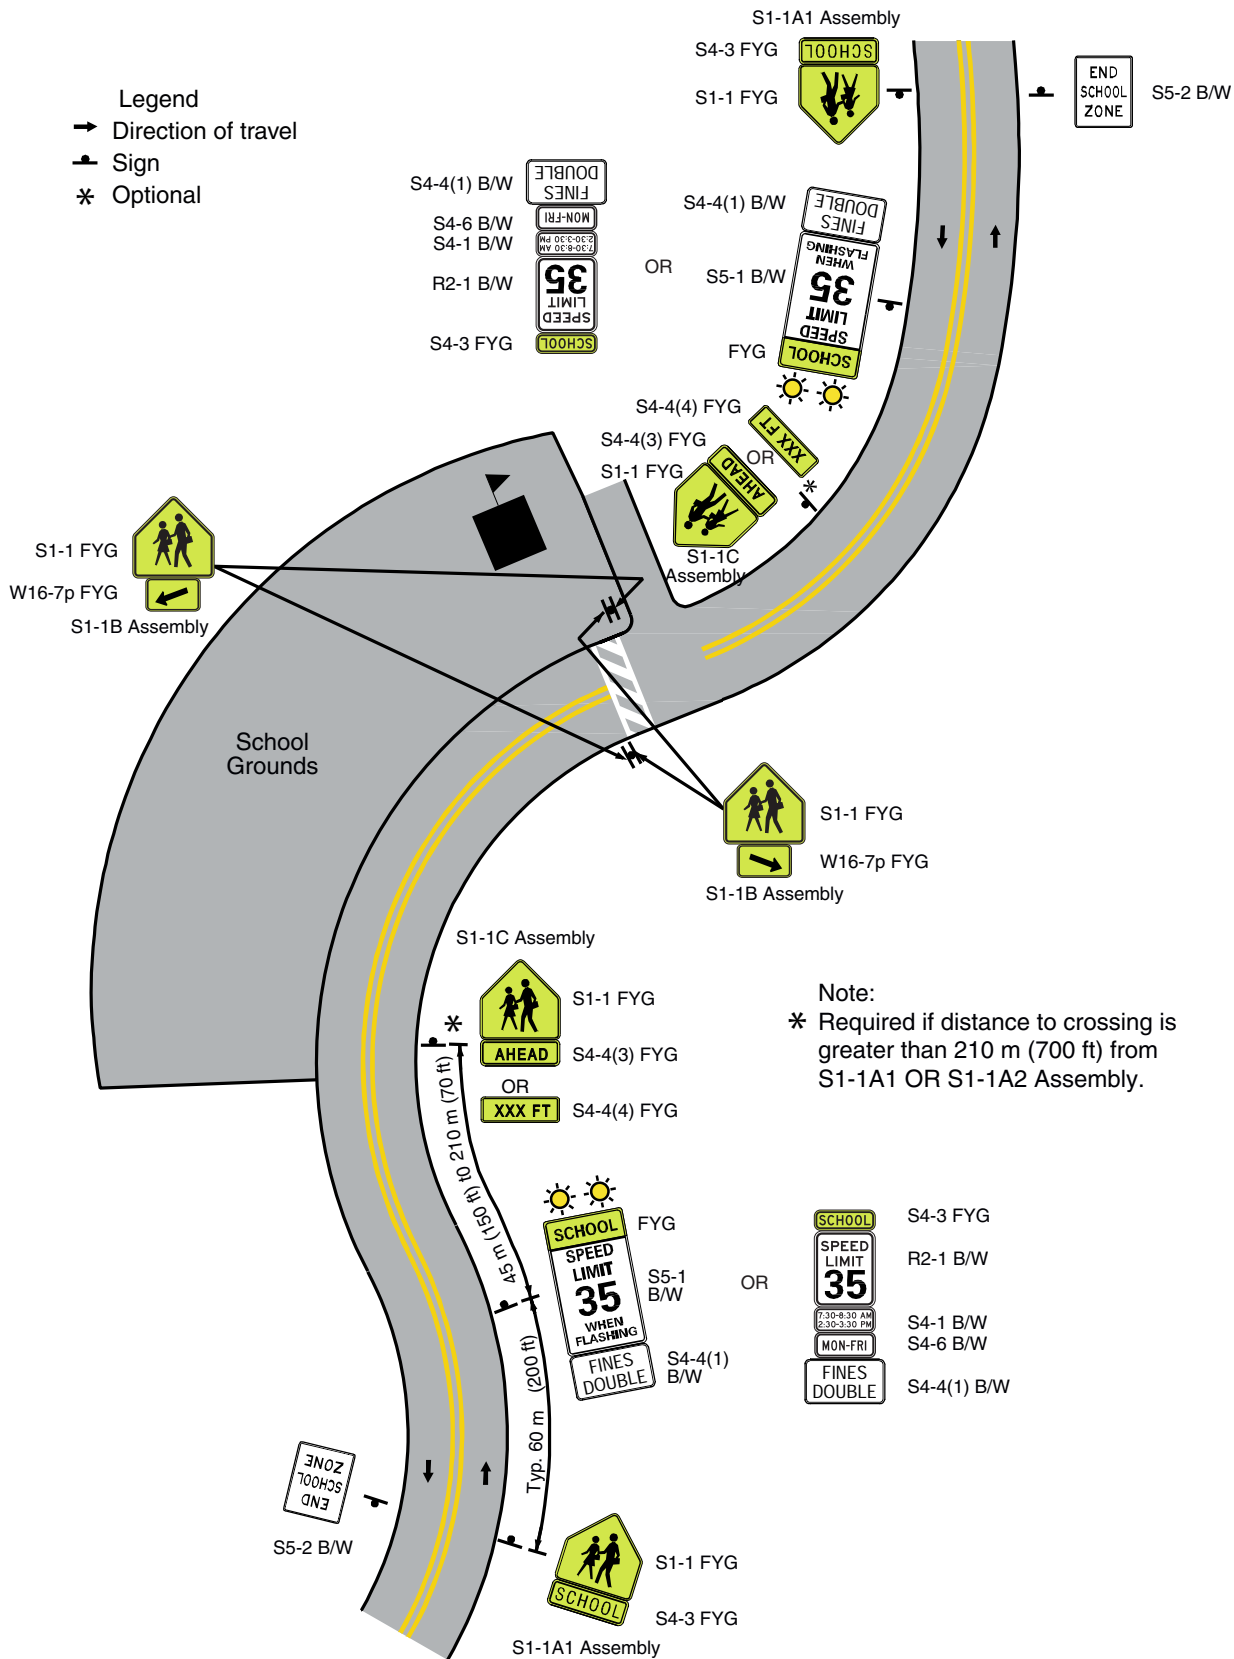 S1-1A1 Assembly
S4-3 FYG
SCHOOL
S1-1 FYG
END
SCHOOL
ZONE
S5-2 B/W
Legend
Direction of travel
Sign
* Optional
S4-4(1) B/W
FINES
DOUBLE
S4-6 B/W
MON-FRI
S4-1 B/W
7:30-8:30 AM
2:30-3:30 PM
R2-1 B/W
SPEED
LIMIT
35
S4-3 FYG
SCHOOL
OR
S4-4(1) B/W
FINES
DOUBLE
S5-1 B/W
SPEED
LIMIT
35
WHEN
FLASHING
FYG
SCHOOL
S4-4(4) FYG
XXX FT
S4-4(3) FYG
OR
AHEAD
S1-1 FYG
*
S1-1C
Assembly
S1-1 FYG
W16-7p FYG
S1-1B Assembly
School
Grounds
S1-1 FYG
W16-7p FYG
S1-1B Assembly
S1-1C Assembly
S1-1 FYG
*
AHEAD
S4-4(3) FYG
OR
XXX FT
S4-4(4) FYG
Note:
* Required if distance to crossing is
greater than 210 m (700 ft) from
S1-1A1 OR S1-1A2 Assembly.
45 m (150 ft) to 210 m (70 ft)
SCHOOL
FYG
SPEED
LIMIT
35
WHEN
FLASHING
S5-1
B/W
FINES
DOUBLE
S4-4(1)
B/W
OR
SCHOOL
S4-3 FYG
SPEED
LIMIT
35
R2-1 B/W
7:30-8:30 AM
2:30-3:30 PM
S4-1 B/W
MON-FRI
S4-6 B/W
FINES
DOUBLE
S4-4(1) B/W
Typ. 60 m (200 ft)
END
SCHOOL
ZONE
S5-2 B/W
S1-1 FYG
SCHOOL
S4-3 FYG
S1-1A1 Assembly